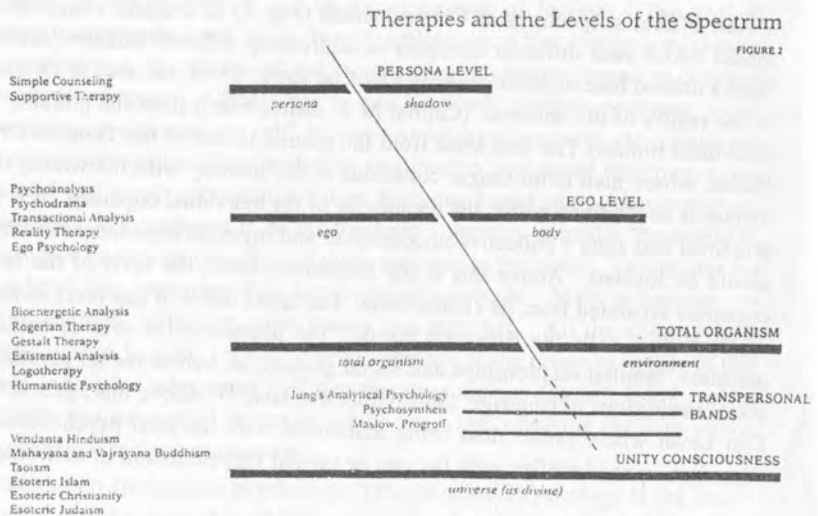 Therapies and the Levels of the Spectrum
FIGURE 2
PERSONA LEVEL
Simple Counseling
Supportive Therapy
persona shadow
Psychoanalysis
Psychodrama
Transactional Analysis
Reality Therapy
Ego Psychology
EGO LEVEL
ego body
Bioenergetic Analysis
Rogerian Therapy
Gestalt Therapy
Existential Analysis
Logotherapy
Humanistic Psychology
TOTAL ORGANISM
total organism environment
Jung's Analytical Psychology
Psychosyntheis
Maslow, Progoff
TRANSPERSONAL
BANDS
Vendanta Hinduism
Mahayana and Vajrayana Buddhism
Taoism
Esoteric Islam
Esoteric Christianity
Esoteric Judaism
UNITY CONSCIOUSNESS
universe (as divine)